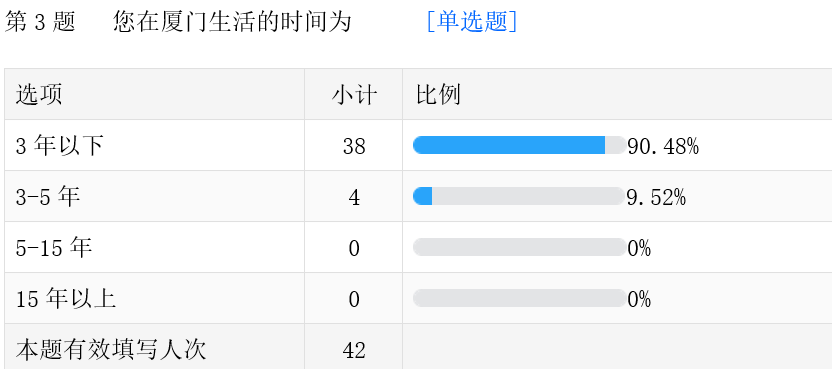 第 3 题 您在厦门生活的时间为 [单选题]
选项 小计 比例
3 年以下 38 90.48%
3-5 年 4 9.52%
5-15 年 0 0%
15 年以上 0 0%
本题有效填写人次 42